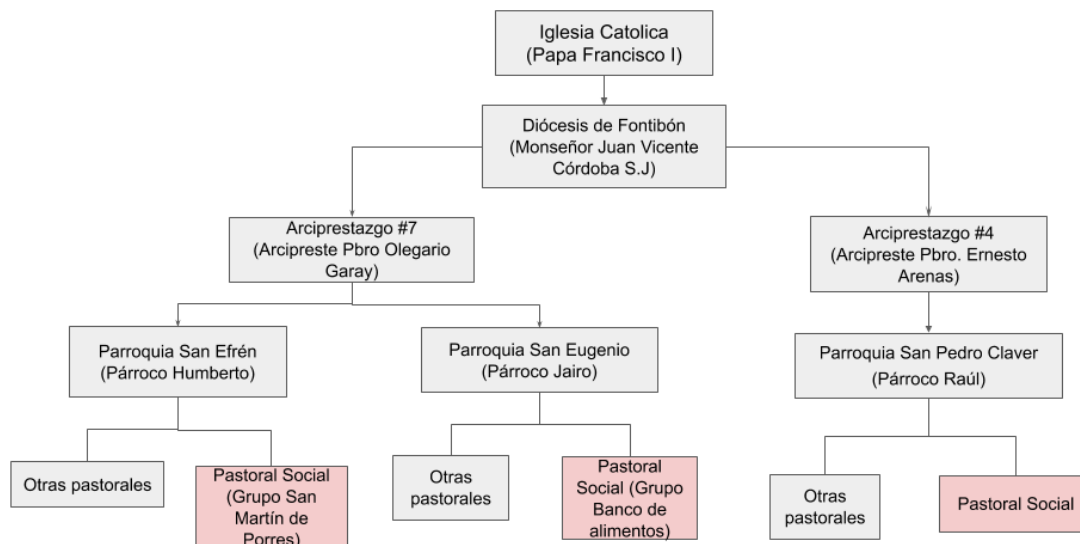 Iglesia Catolica
(Papa Francisco I)
Diócesis de Fontibón
(Monseñor Juan Vicente
Córdoba S.J)
Arciprestazgo #7
(Arcipreste Pbro Olegario
Garay)
Arciprestazgo #4
(Arcipreste Pbro. Ernesto
Arenas)
Parroquia San Efrén
(Párroco Humberto)
Parroquia San Eugenio
(Párroco Jairo)
Parroquia San Pedro Claver
(Párroco Raúl)
Otras pastorales
Pastoral Social
(Grupo San
Martín de
Porres)
Otras
pastorales
Pastoral
Social (Grupo
Banco de
alimentos)
Otras
pastorales
Pastoral Social